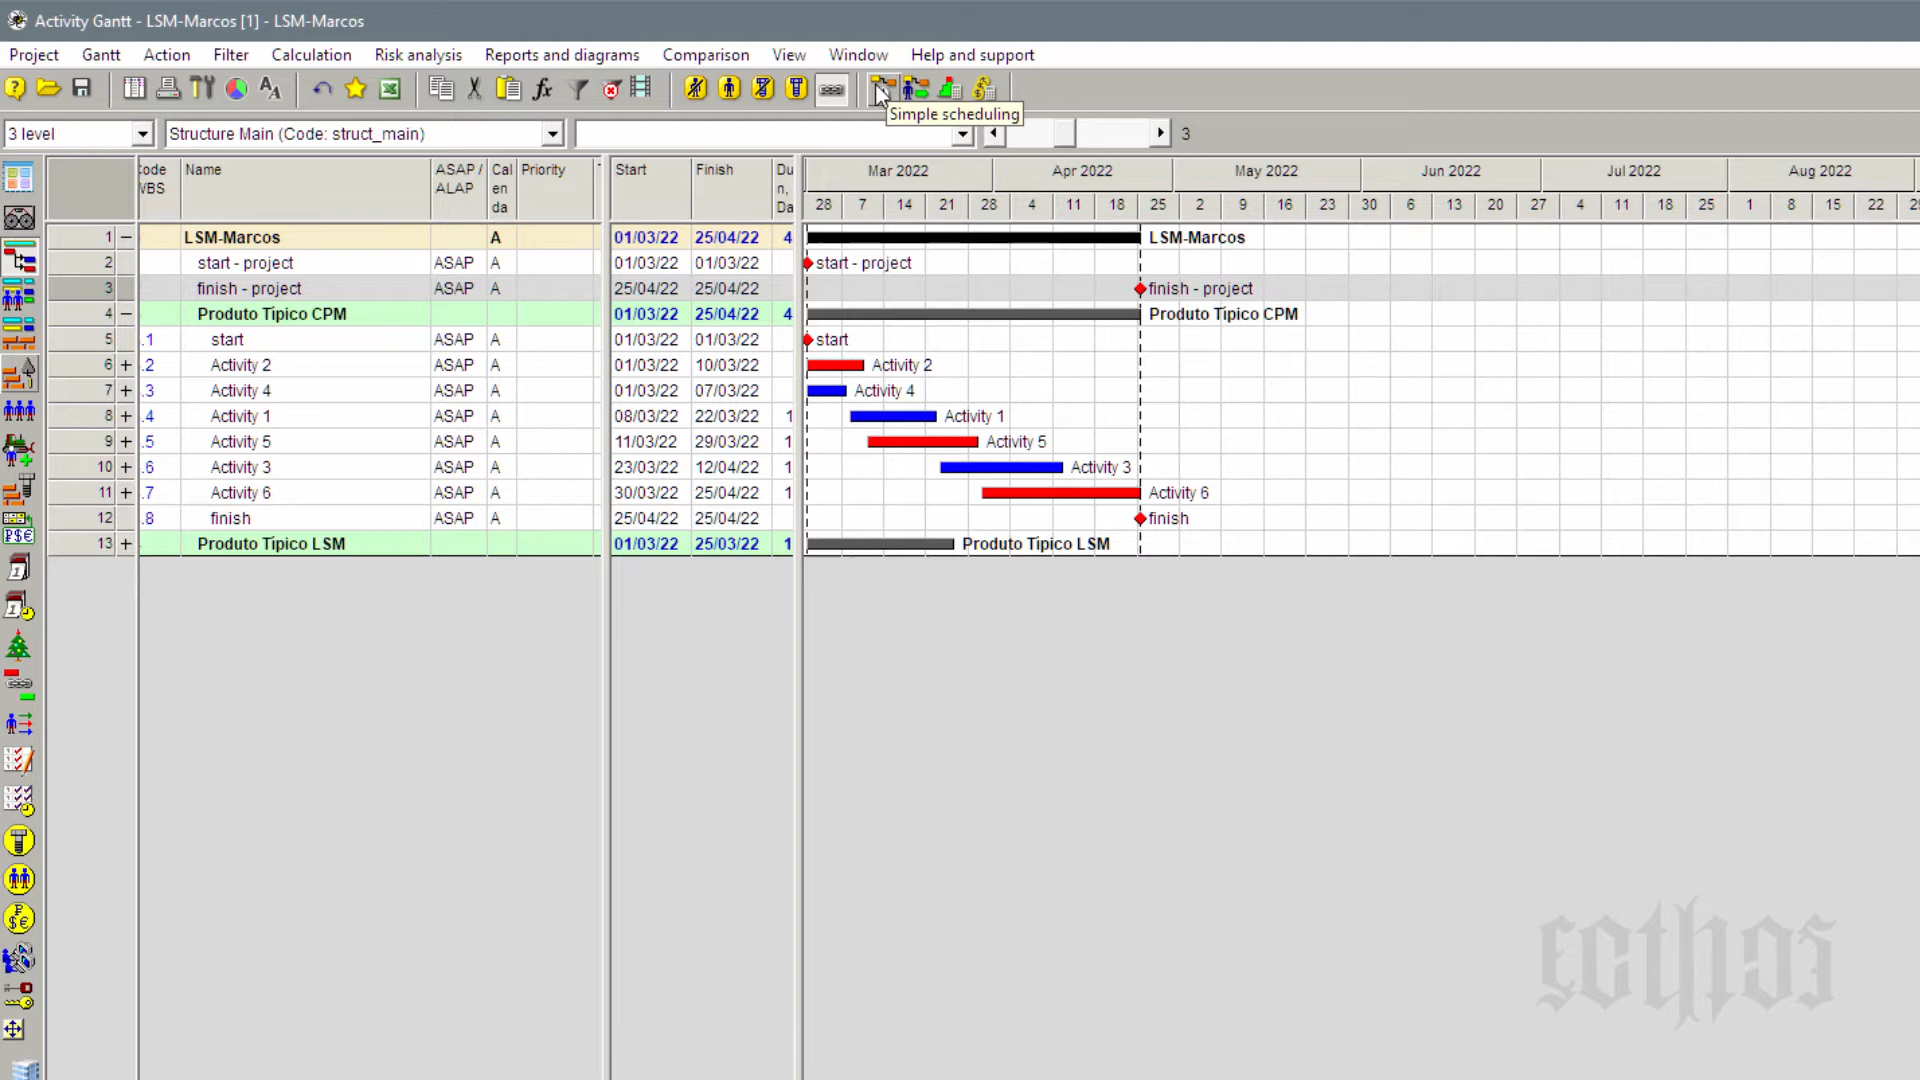 Activity Gantt - LSM-Marcos [1] - LSM-Marcos
Project Gantt Action Filter Calculation Risk analysis Reports and diagrams Comparison View Window Help and support
Simple scheduling
3 level Structure Main (Code: struct_main) 3
Name ASAP / Cal Priority Start Finish Du Mar 2022 Apr 2022 May 2022 Jun 2022 Jul 2022 Aug 2022
ALAP en n,
da Da 28 7 14 21 28 4 11 18 25 2 9 16 23 30 6 13 20 27 4 11 18 25 1 8 15 22
1 LSM-Marcos A 01/03/22 25/04/22 4 LSM-Marcos
2 start - project ASAP A 01/03/22 01/03/22 start - project
3 finish - project ASAP A 25/04/22 25/04/22 finish - project
4 Produto Típico CPM 01/03/22 25/04/22 4 Produto Típico CPM
5 .1 start ASAP A 01/03/22 01/03/22 start
6 + .2 Activity 2 ASAP A 01/03/22 10/03/22 Activity 2
7 + .3 Activity 4 ASAP A 01/03/22 07/03/22 Activity 4
8 + .4 Activity 1 ASAP A 08/03/22 22/03/22 1 Activity 1
9 + .5 Activity 5 ASAP A 11/03/22 29/03/22 1 Activity 5
10 + .6 Activity 3 ASAP A 23/03/22 12/04/22 1 Activity 3
11 + .7 Activity 6 ASAP A 30/03/22 25/04/22 1 Activity 6
12 .8 finish ASAP A 25/04/22 25/04/22 finish
13 + Produto Típico LSM 01/03/22 25/03/22 1 Produto Típico LSM